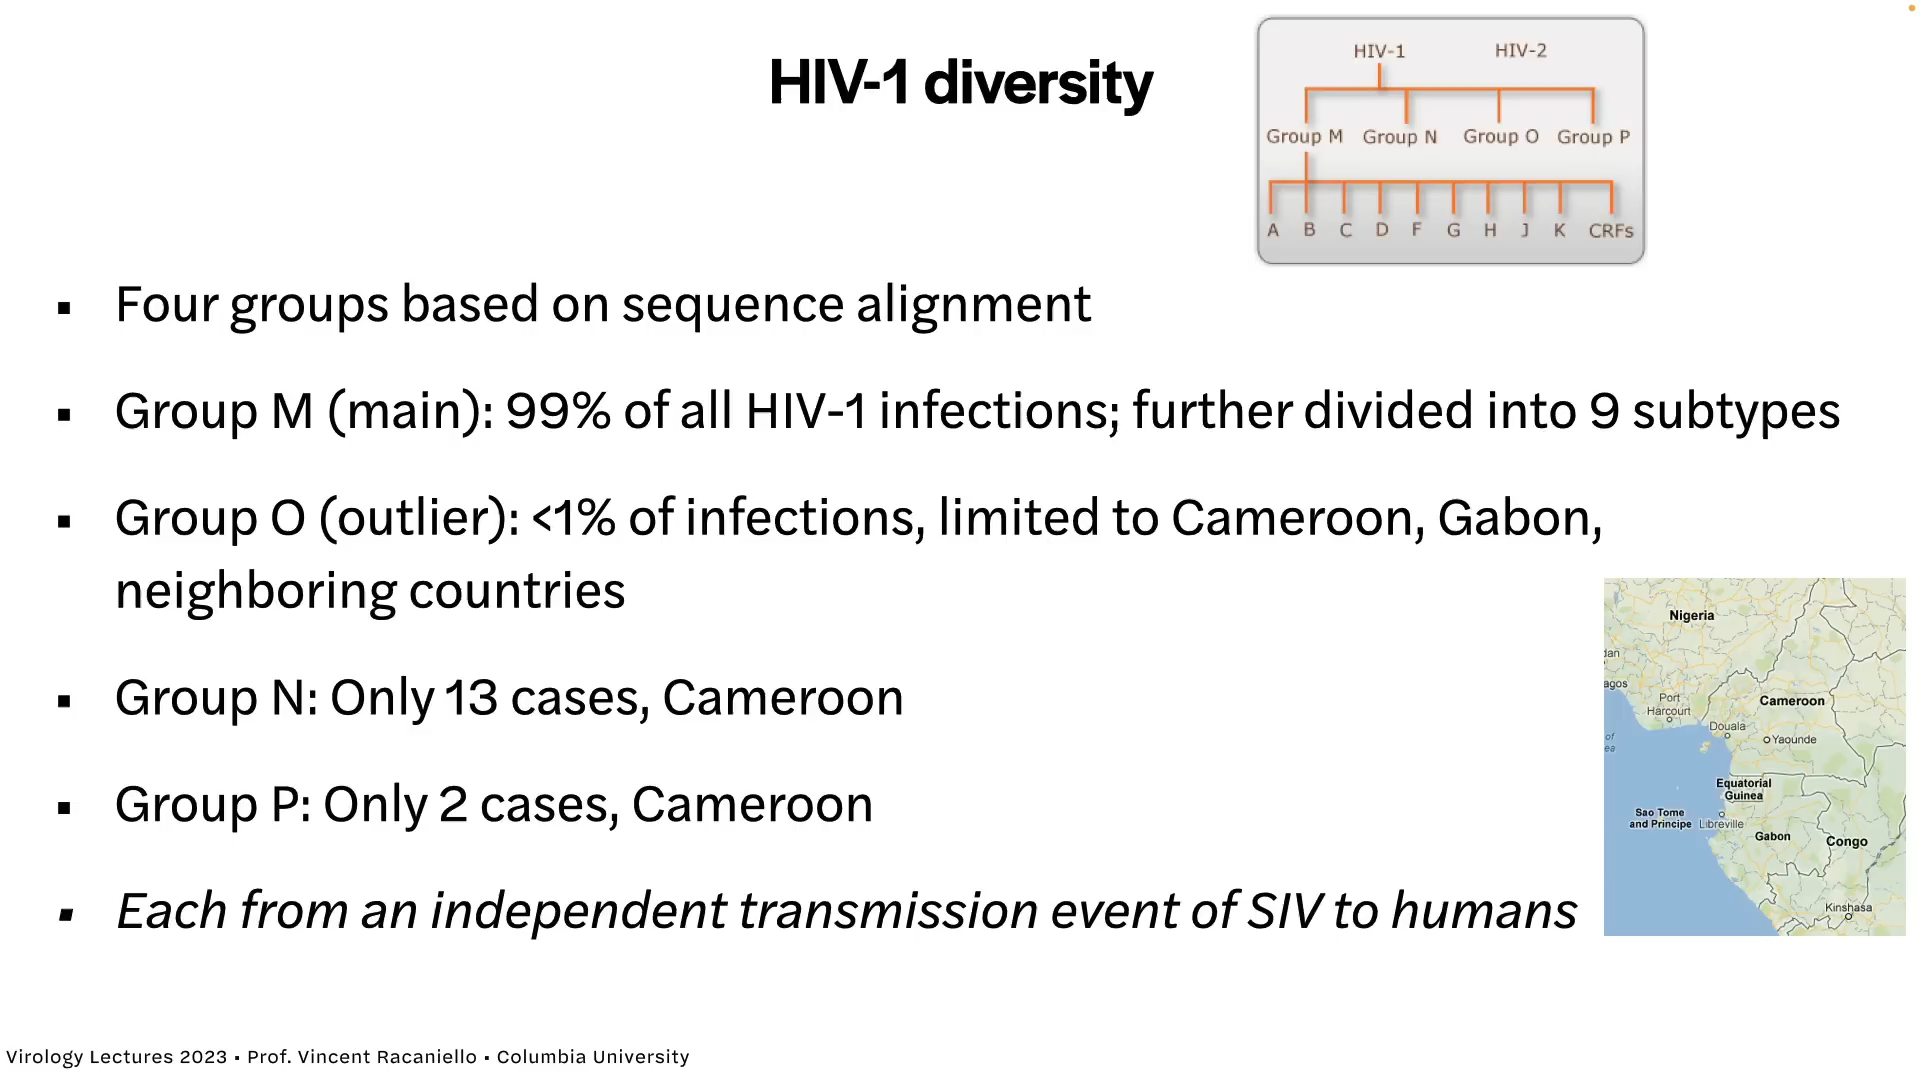 HIV-1 diversity
HIV-1 HIV-2
Group M Group N Group O Group P
A B C D F G H J K CRFs
▪ Four groups based on sequence alignment
▪ Group M (main): 99% of all HIV-1 infections; further divided into 9 subtypes
▪ Group O (outlier): <1% of infections, limited to Cameroon, Gabon,
neighboring countries
▪ Group N: Only 13 cases, Cameroon
▪ Group P: Only 2 cases, Cameroon
▪ Each from an independent transmission event of SIV to humans
Nigeria
dan
agos
Port
Harcourt
Cameroon
Douala
Yaounde
of
ea
Equatorial
Guinea
Sao Tome
and Principe
Libreville
Gabon
Congo
Kinshasa
Virology Lectures 2023 • Prof. Vincent Racaniello • Columbia University